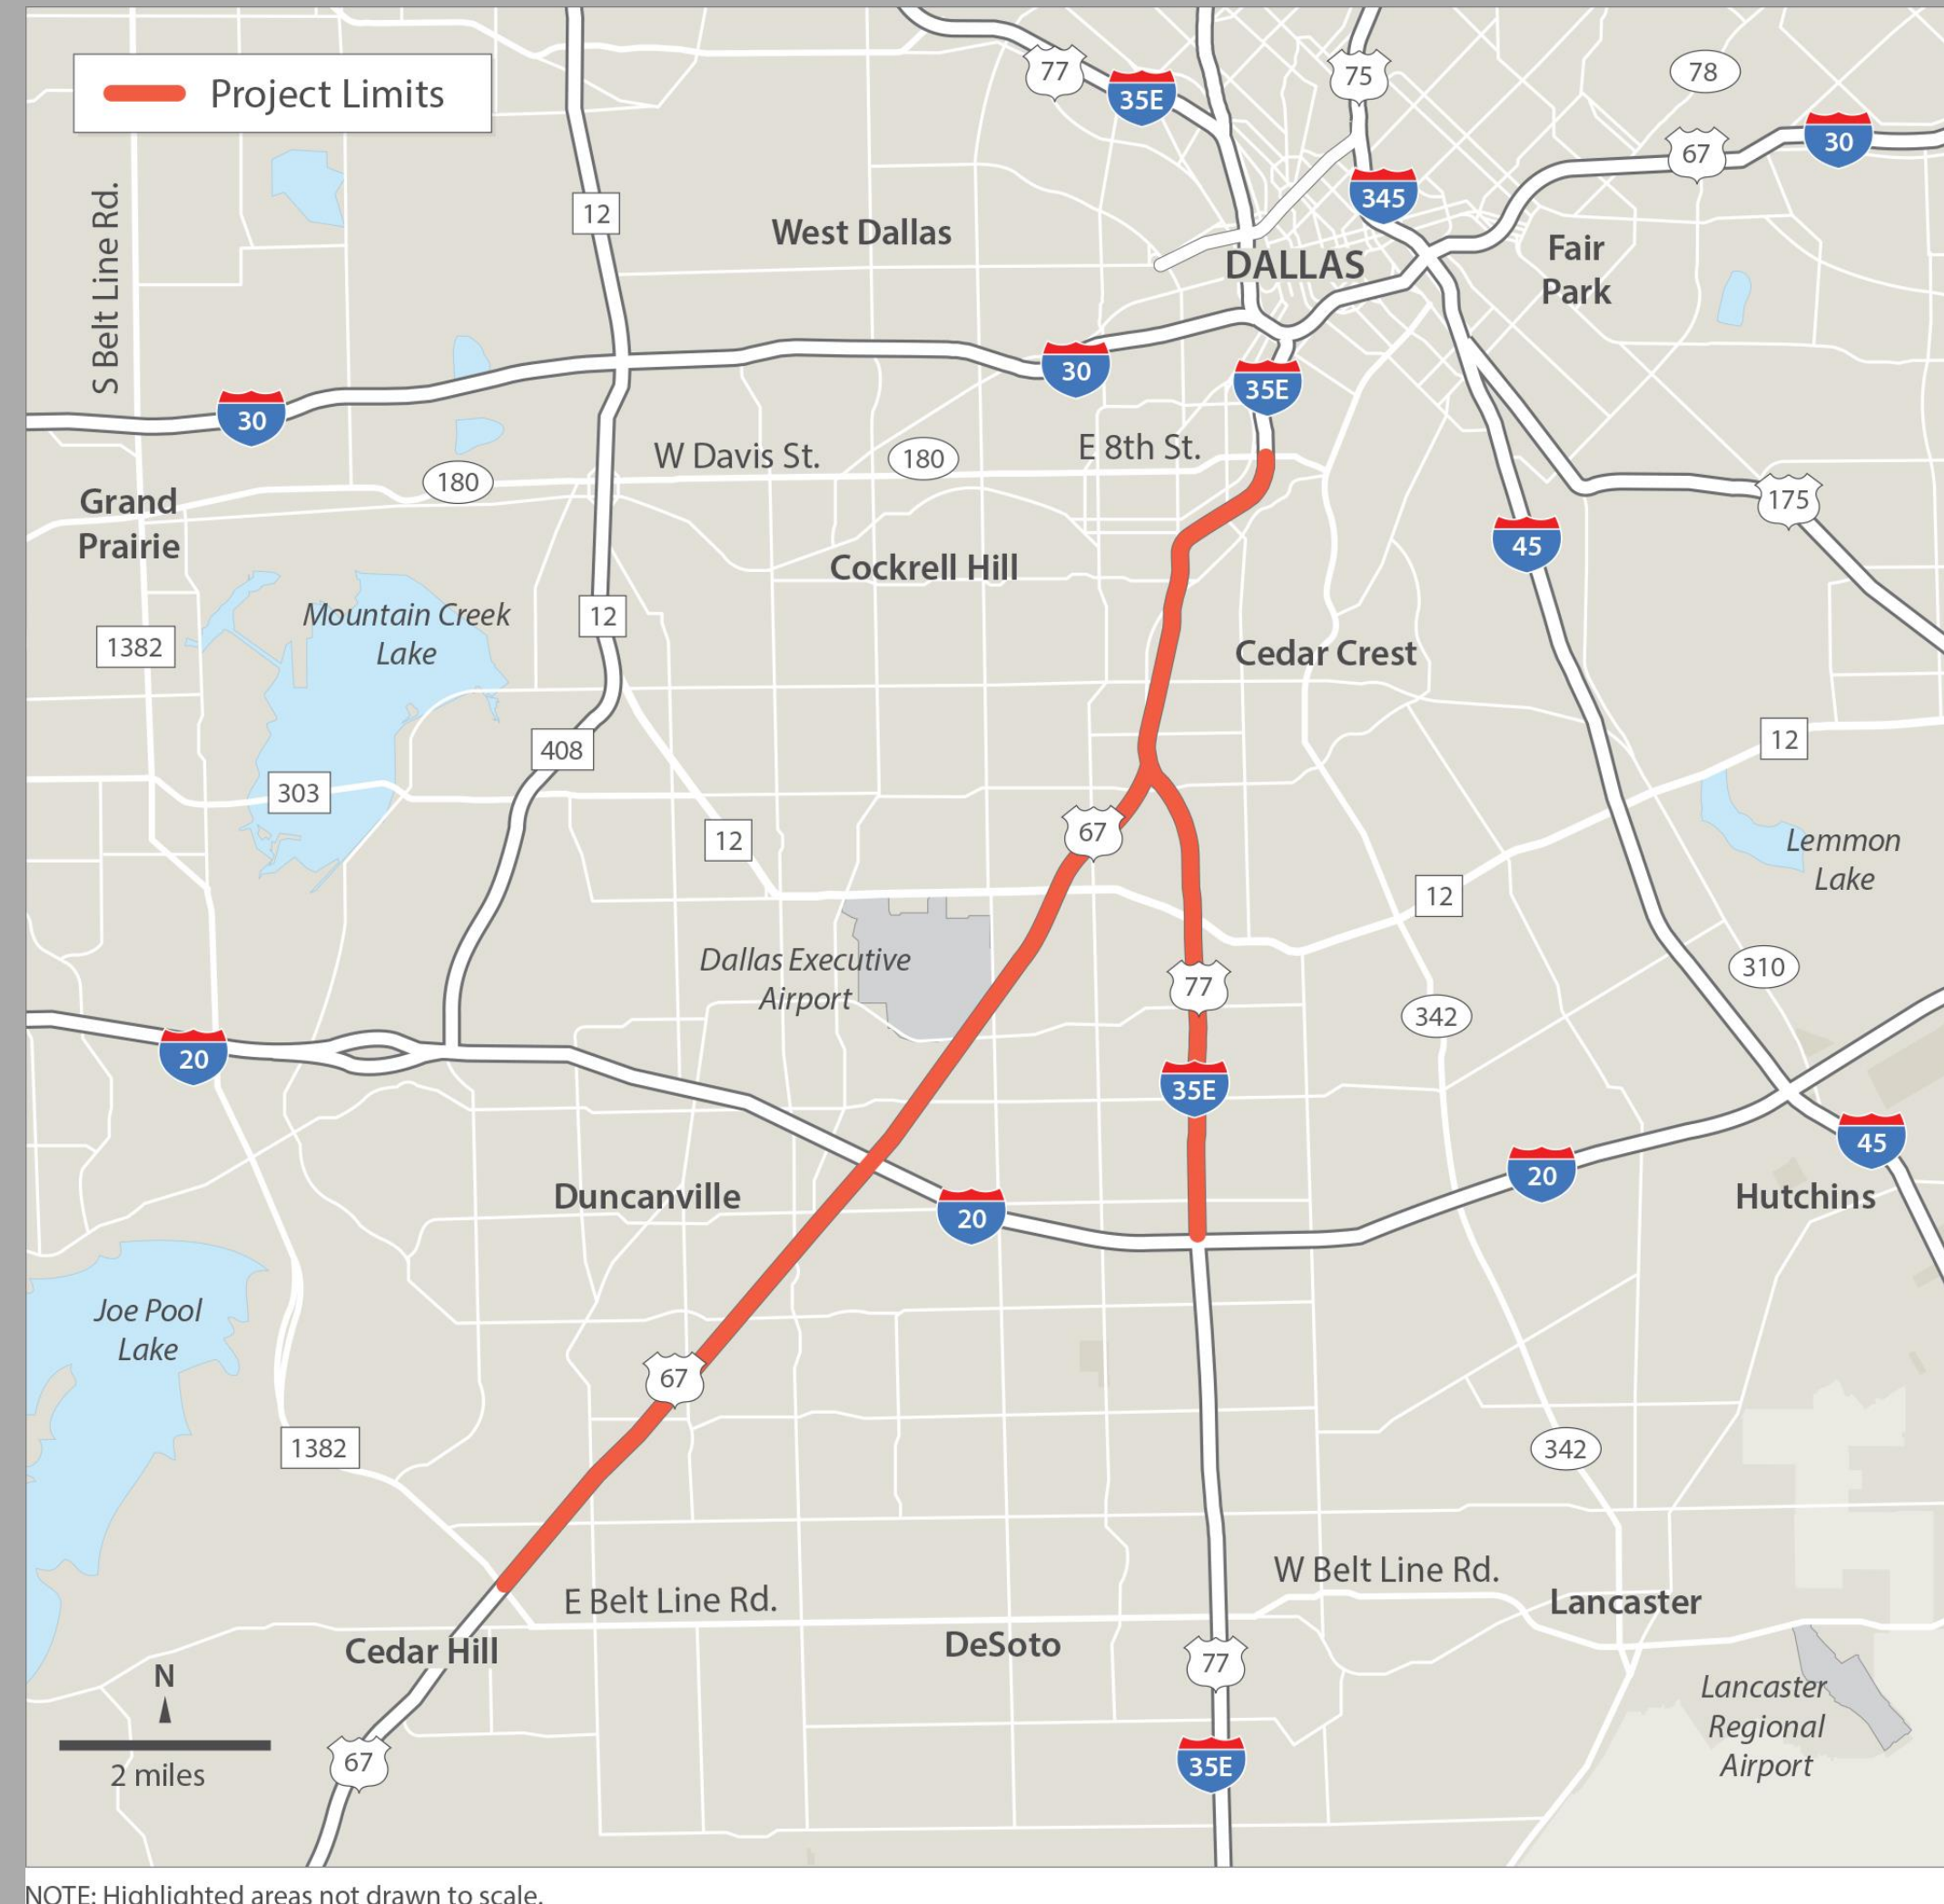 77
35E
75
78
Project Limits
67
30
345
12
S Belt Line Rd.
West Dallas
DALLAS
Fair
Park
30
30
35E
W Davis St.
180
E 8th St.
180
Grand
Prairie
175
45
Cockrell Hill
Mountain Creek
Lake
12
1382
Cedar Crest
408
12
303
67
12
Lemmon
Lake
12
Dallas Executive
Airport
77
310
342
20
35E
45
20
Duncanville
20
Hutchins
Joe Pool
Lake
67
1382
342
W Belt Line Rd.
E Belt Line Rd.
Lancaster
Cedar Hill
DeSoto
77
N
2 miles
67
35E
Lancaster
Regional
Airport
NOTE: Highlighted areas not drawn to scale.